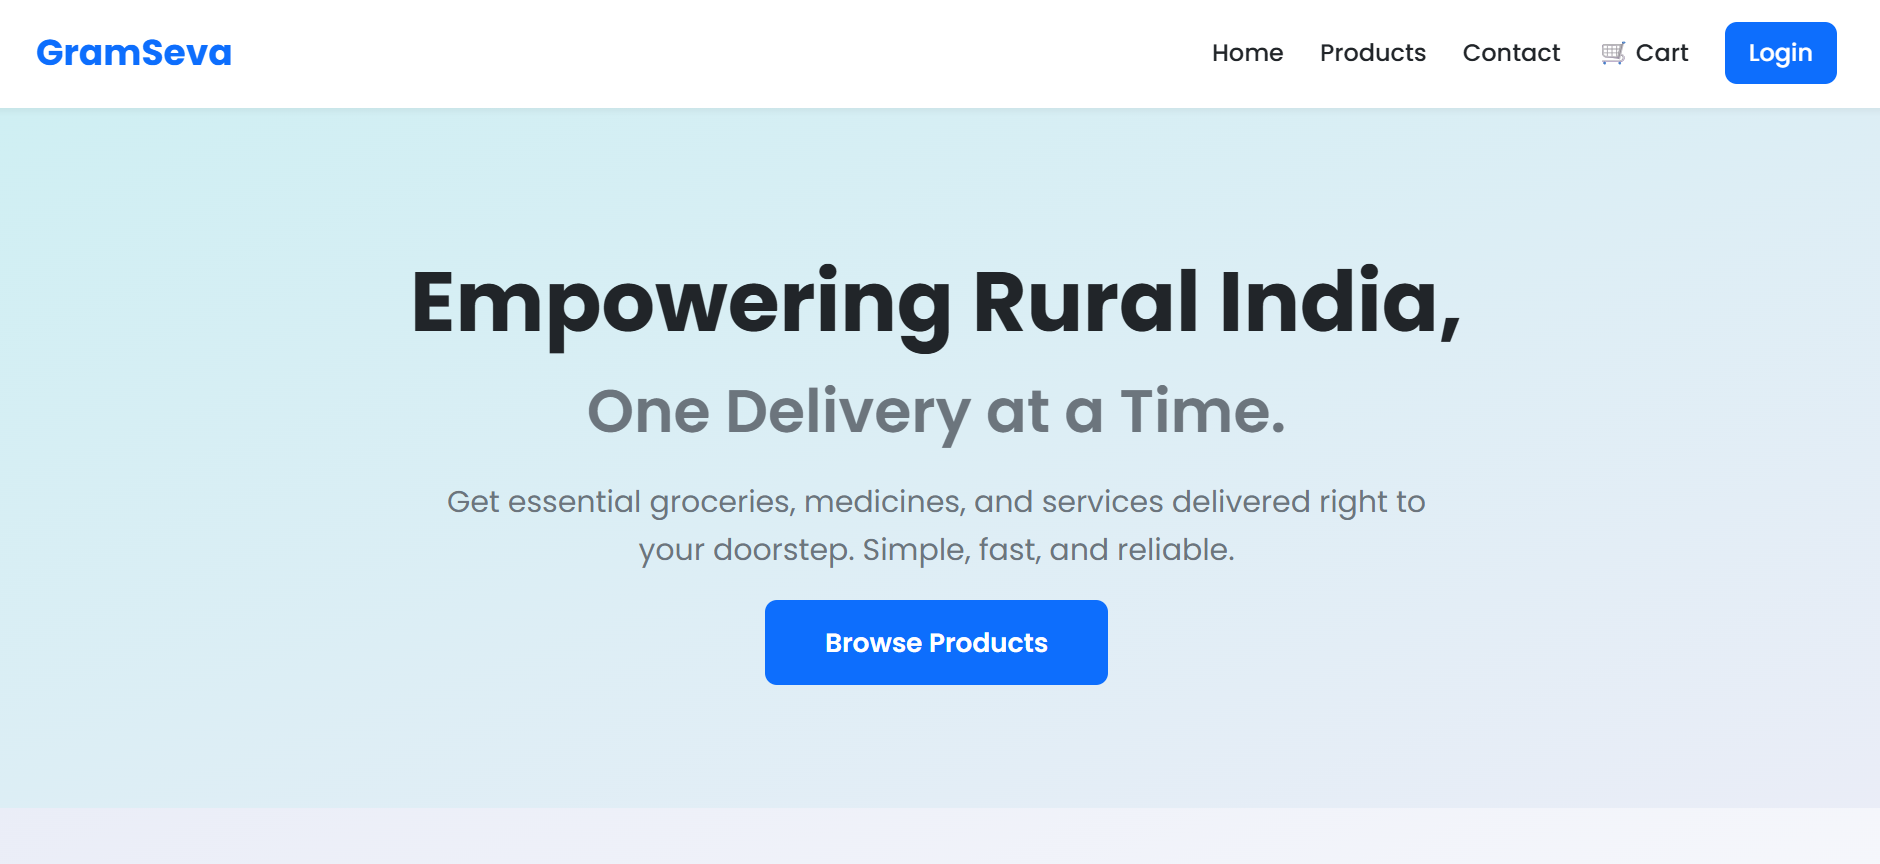 GramSeva
Home
Products
Contact
🛒 Cart
Login
Empowering Rural India,
One Delivery at a Time.
Get essential groceries, medicines, and services delivered right to
your doorstep. Simple, fast, and reliable.
Browse Products